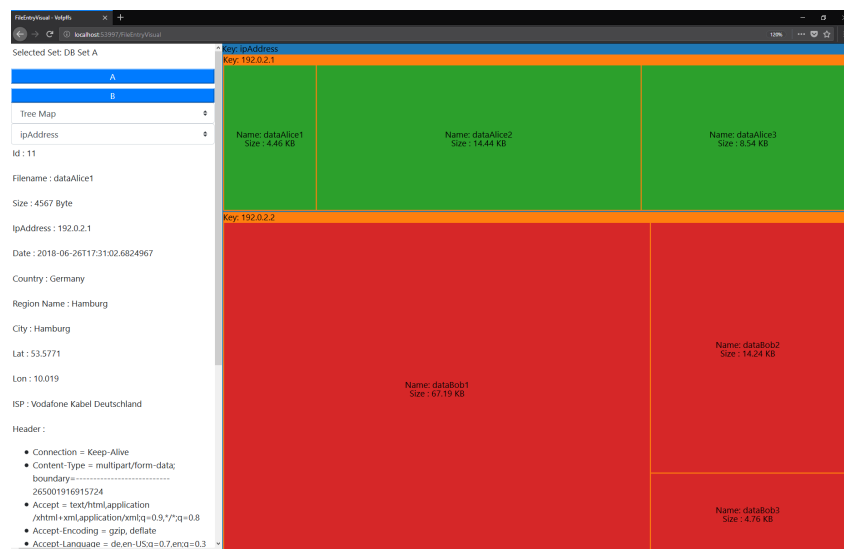 FileEntryVisual - Volpffs
localhost:53997/FileEntryVisual
120%
Selected Set: DB Set A
A
B
Tree Map
ipAddress
Id : 11
Filename : dataAlice1
Size : 4567 Byte
IpAddress : 192.0.2.1
Date : 2018-06-26T17:31:02.6824967
Country : Germany
Region Name : Hamburg
City : Hamburg
Lat : 53.5771
Lon : 10.019
ISP : Vodafone Kabel Deutschland
Header :
Connection = Keep-Alive
Content-Type = multipart/form-data;
boundary=---------------------------
265001916915724
Accept = text/html,application
/xhtml+xml,application/xml;q=0.9,*/*;q=0.8
Accept-Encoding = gzip, deflate
Accept-Language = de,en-US;q=0.7,en;q=0.3
Key: ipAddress
Key: 192.0.2.1
Name: dataAlice1
Size : 4.46 KB
Name: dataAlice2
Size : 14.44 KB
Name: dataAlice3
Size : 8.54 KB
Key: 192.0.2.2
Name: dataBob1
Size : 67.19 KB
Name: dataBob2
Size : 14.24 KB
Name: dataBob3
Size : 4.76 KB